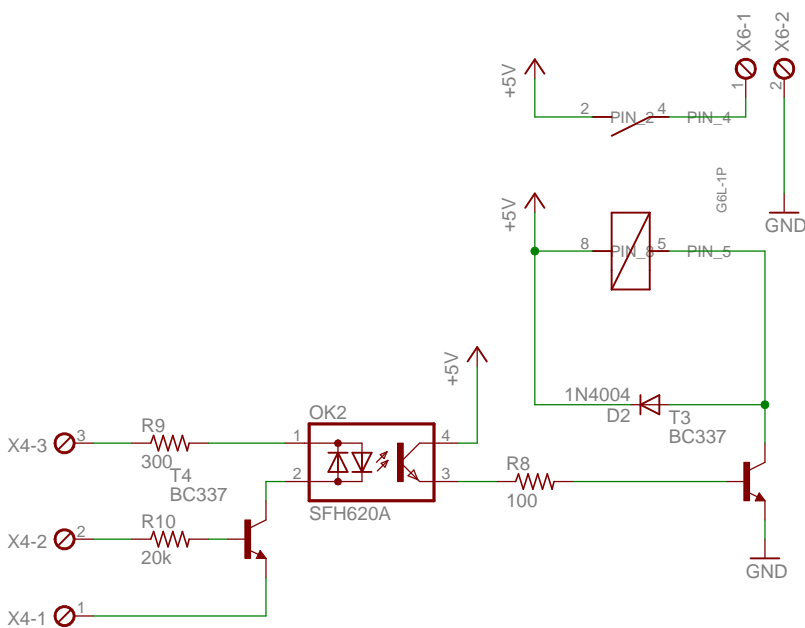 X6-1
X6-2
1
2
+5V
2
PIN_2
4
PIN_4
G6L-1P
GND
+5V
8
PIN_8
5
PIN_5
+5V
1N4004
D2
T3
BC337
OK2
X4-3
3
R9
300
1
4
T4
BC337
2
3
R8
100
SFH620A
X4-2
2
R10
20k
GND
X4-1
1